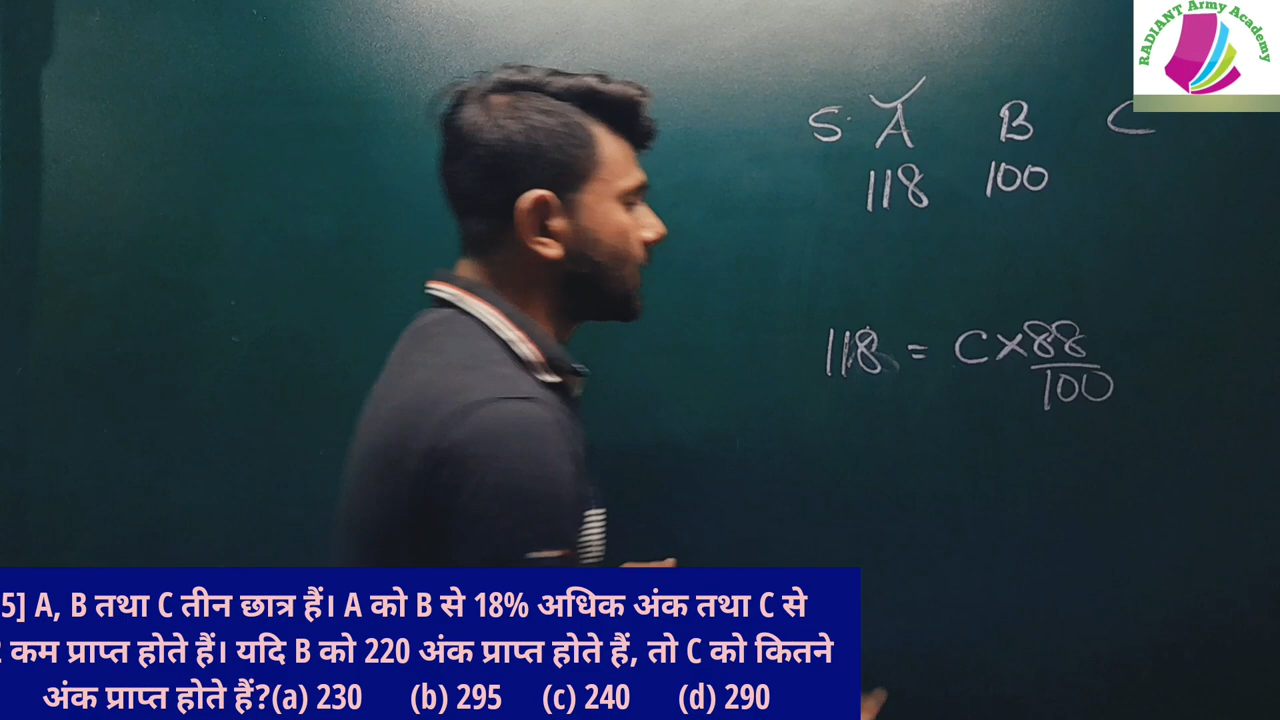 RADIANT Army Academy
S. A B C
118 100
118 = C × 88
100
5] A, B तथा C तीन छात्र हैं। A को B से 18% अधिक अंक तथा C से
कम प्राप्त होते हैं। यदि B को 220 अंक प्राप्त होते हैं, तो C को कितने
अंक प्राप्त होते हैं?(a) 230 (b) 295 (c) 240 (d) 290